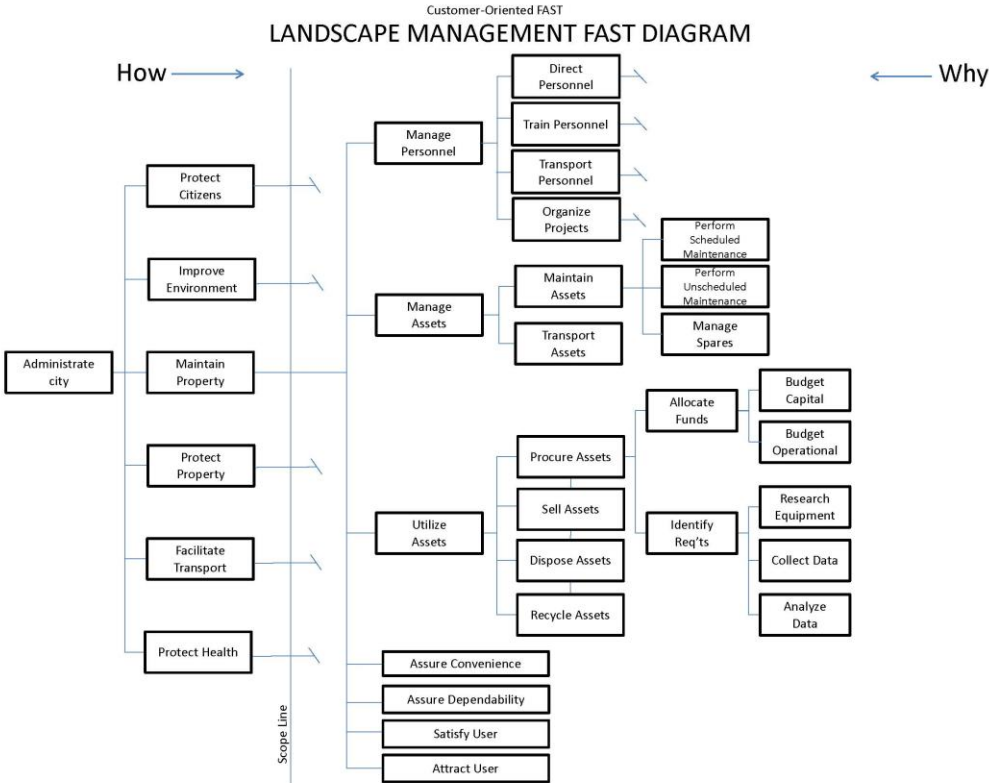 Customer-Oriented FAST
LANDSCAPE MANAGEMENT FAST DIAGRAM
How
Why
Administrate
city
Protect
Citizens
Improve
Environment
Maintain
Property
Protect
Property
Facilitate
Transport
Protect Health
Scope Line
Manage
Personnel
Direct
Personnel
Train Personnel
Transport
Personnel
Organize
Projects
Manage
Assets
Maintain
Assets
Transport
Assets
Perform
Scheduled
Maintenance
Perform
Unscheduled
Maintenance
Manage
Spares
Utilize
Assets
Procure Assets
Sell Assets
Dispose Assets
Recycle Assets
Allocate
Funds
Budget
Capital
Budget
Operational
Identify
Req'ts
Research
Equipment
Collect Data
Analyze
Data
Assure Convenience
Assure Dependability
Satisfy User
Attract User